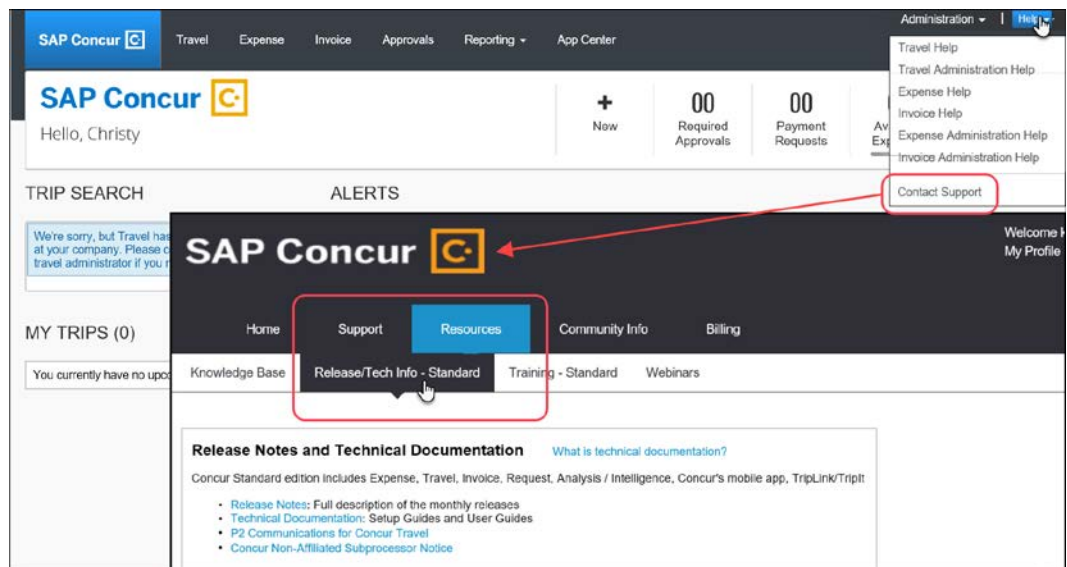 Administration | Help
SAP Concur C Travel Expense Invoice Approvals Reporting App Center
Travel Help
Travel Administration Help
Expense Help
Invoice Help
Expense Administration Help
Invoice Administration Help
Contact Support
SAP Concur C
Hello, Christy
+ 00 00
New Required Payment
Approvals Requests
TRIP SEARCH ALERTS
We're sorry, but Travel has
at your company. Please
travel administrator if you
MY TRIPS (0)
You currently have no
SAP Concur C
Welcome
My Profile
Home Support Resources Community Info Billing
Knowledge Base Release/Tech Info - Standard Training - Standard Webinars
Release Notes and Technical Documentation What is technical documentation?
Concur Standard edition includes Expense, Travel, Invoice, Request, Analysis / Intelligence, Concur's mobile app, TripLink/TripIt
• Release Notes: Full description of the monthly releases
• Technical Documentation: Setup Guides and User Guides
• P2 Communications for Concur Travel
• Concur Non-Affiliated Subprocessor Notice